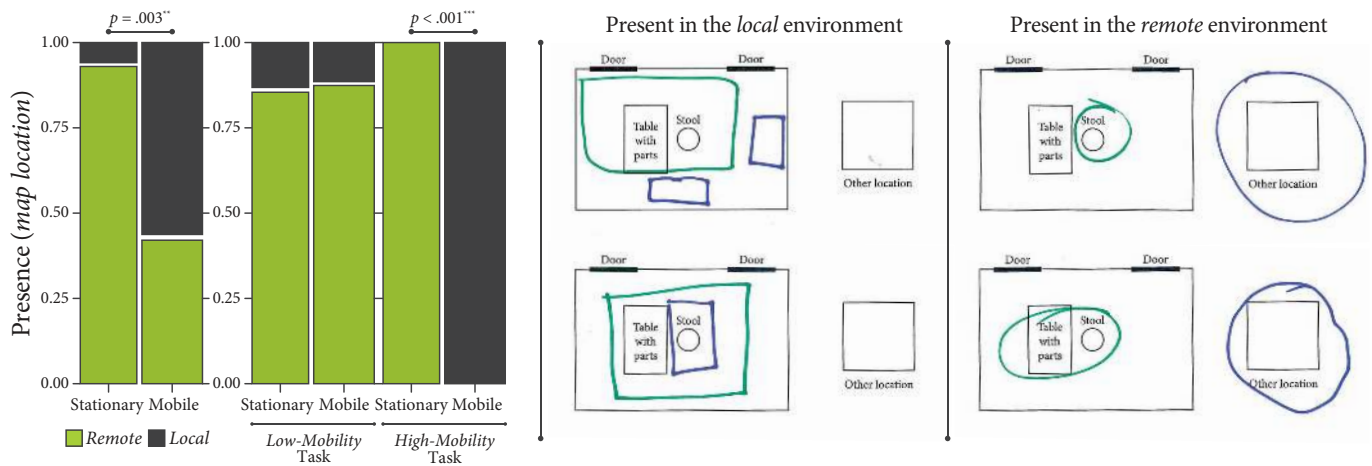 p = .003**
p < .001***
Presence (map location)
1.00
0.75
0.50
0.25
0.00
Stationary Mobile
1.00
0.75
0.50
0.25
0.00
Stationary Mobile Stationary Mobile
Remote Local
Low-Mobility
Task
High-Mobility
Task
Present in the local environment
Door Door
Table
with
parts
Stool
Other location
Door Door
Table
with
parts
Stool
Other location
Present in the remote environment
Door Door
Table
with
parts
Stool
Other location
Door Door
Table
with
parts
Stool
Other location